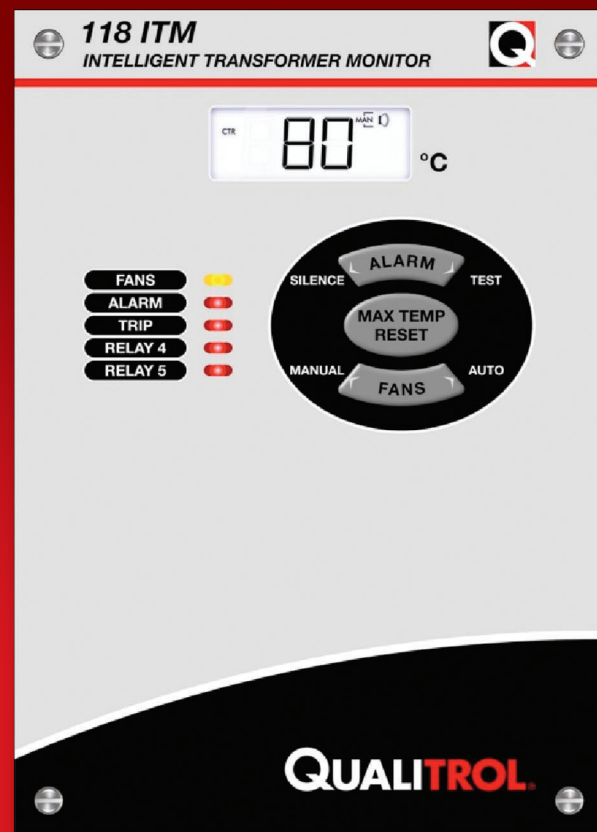 118 ITM
INTELLIGENT TRANSFORMER MONITOR
Q
CTR 80 MAN
°C
ALARM
SILENCE TEST
MAX TEMP
RESET
MANUAL AUTO
FANS
FANS
ALARM
TRIP
RELAY 4
RELAY 5
QUALITROL®